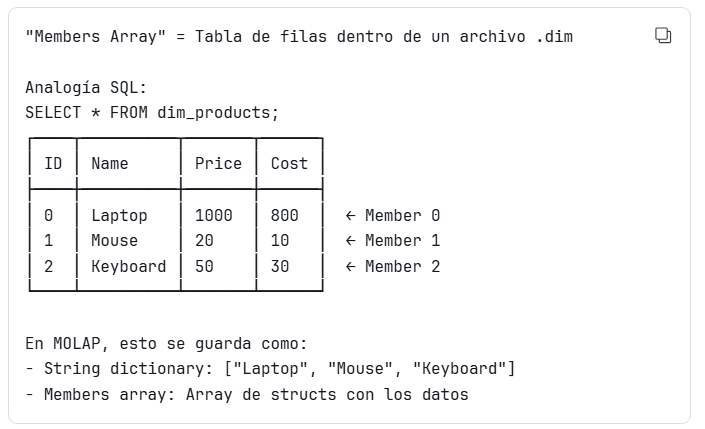 "Members Array" = Tabla de filas dentro de un archivo .dim
Analogía SQL:
SELECT * FROM dim_products;
ID Name Price Cost
0 Laptop 1000 800 ← Member 0
1 Mouse 20 10 ← Member 1
2 Keyboard 50 30 ← Member 2
En MOLAP, esto se guarda como:
- String dictionary: ["Laptop", "Mouse", "Keyboard"]
- Members array: Array de structs con los datos